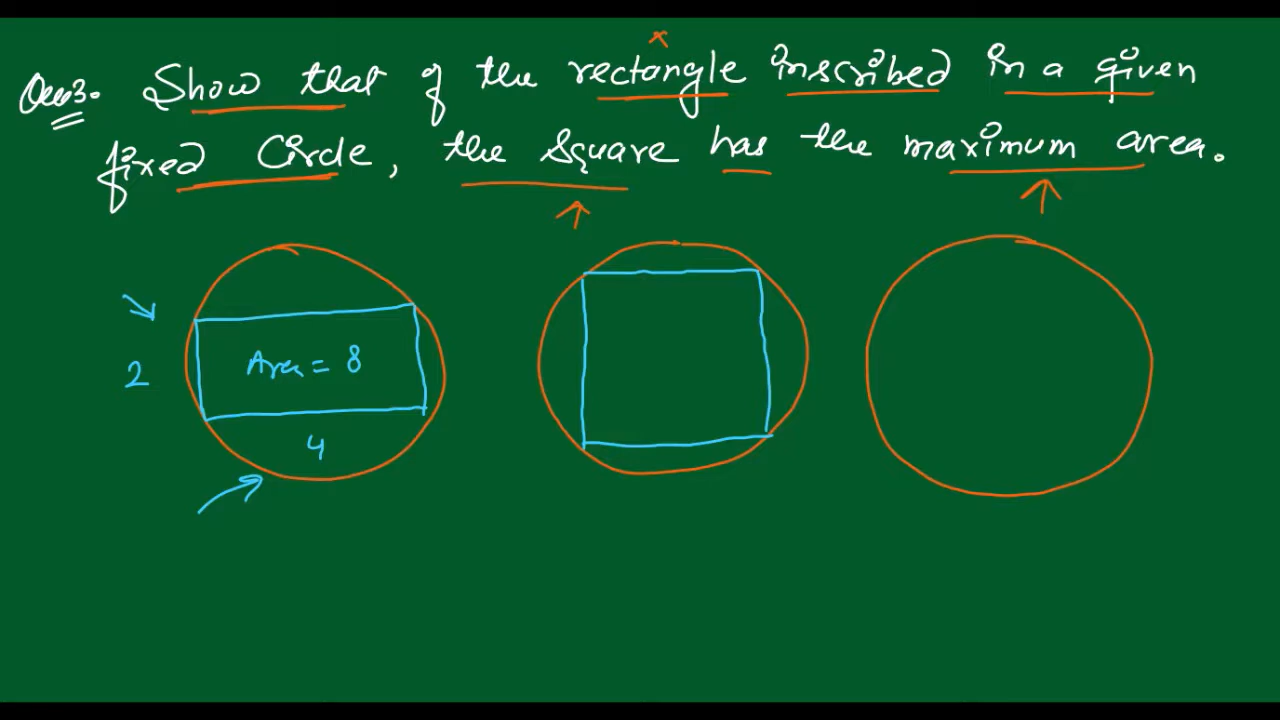 Ques3. Show that of the rectangle inscribed in a given
fixed Circle, the square has the maximum area.
2
Area = 8
4